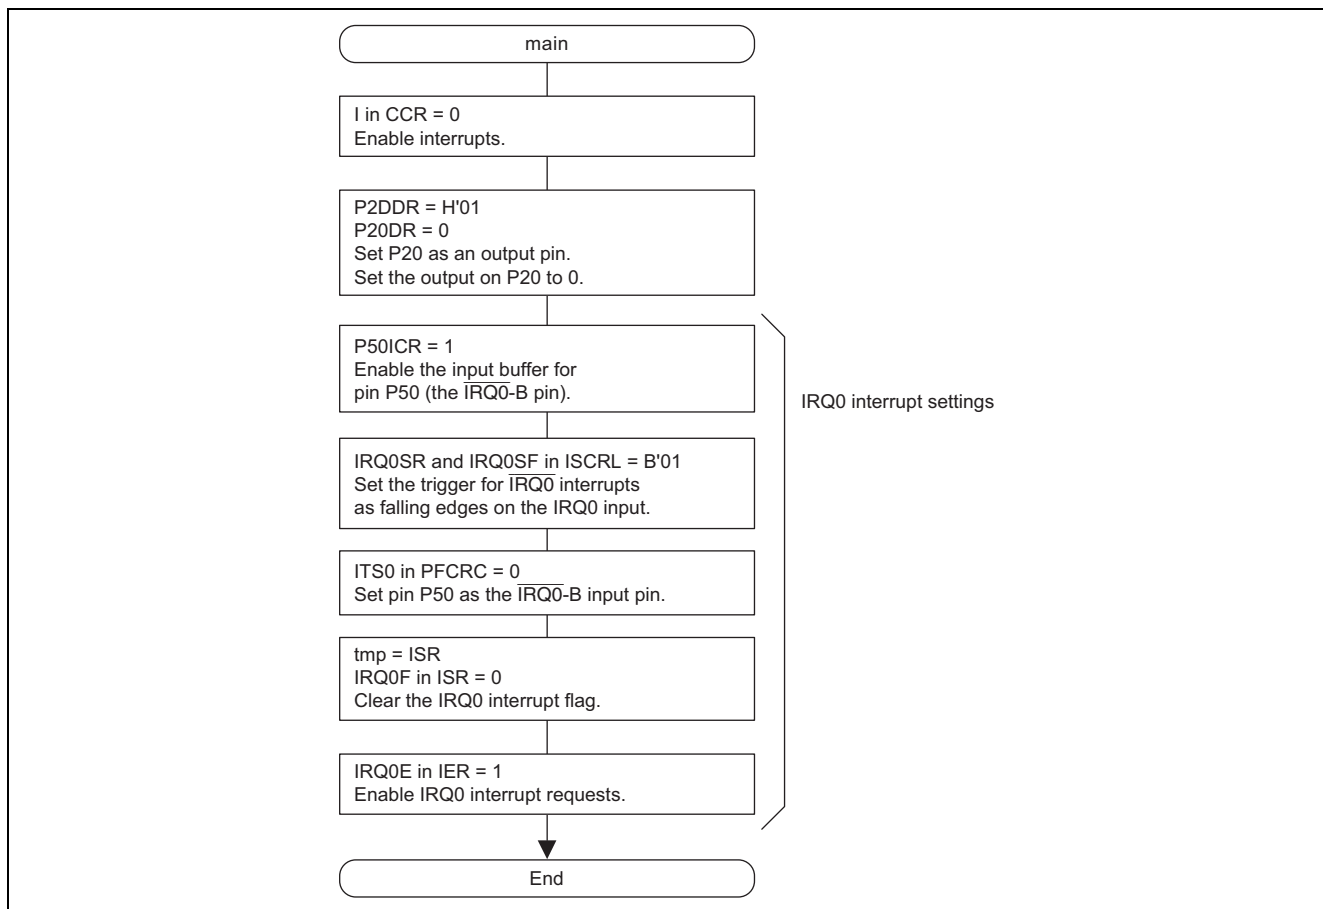 main
I in CCR = 0
Enable interrupts.
P2DDR = H'01
P20DR = 0
Set P20 as an output pin.
Set the output on P20 to 0.
P50ICR = 1
Enable the input buffer for
pin P50 (the I̅R̅Q̅0̅-B pin).
IRQ0SR and IRQ0SF in ISCRL = B'01
Set the trigger for I̅R̅Q̅0̅ interrupts
as falling edges on the IRQ0 input.
ITS0 in PFCRC = 0
Set pin P50 as the I̅R̅Q̅0̅-B input pin.
tmp = ISR
IRQ0F in ISR = 0
Clear the IRQ0 interrupt flag.
IRQ0E in IER = 1
Enable IRQ0 interrupt requests.
IRQ0 interrupt settings
End